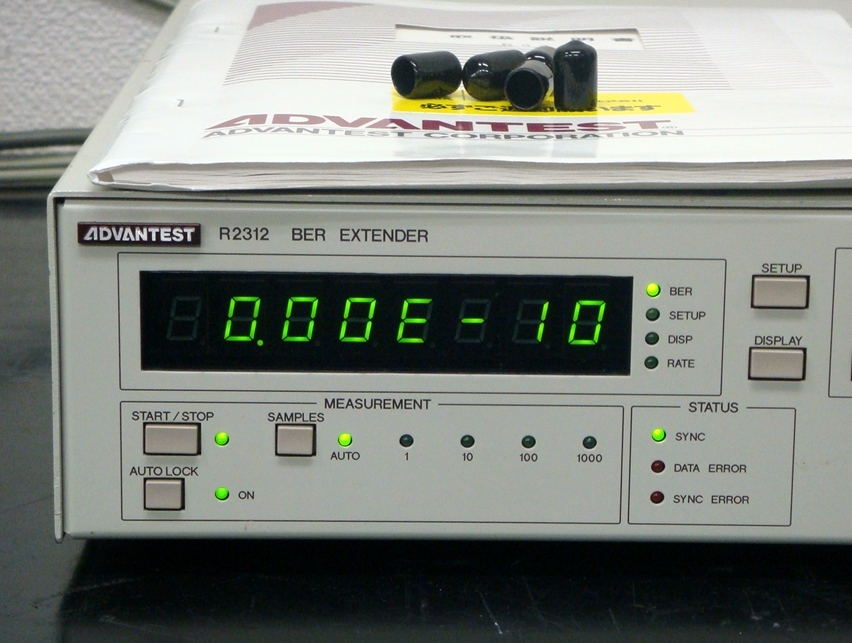 ADVANTEST
ADVANTEST CORPORATION
ADVANTEST R2312 BER EXTENDER
0.00E-10
BER
SETUP
DISP
RATE
SETUP
DISPLAY
MEASUREMENT
START / STOP
SAMPLES
AUTO 1 10 100 1000
AUTO LOCK
ON
STATUS
SYNC
DATA ERROR
SYNC ERROR